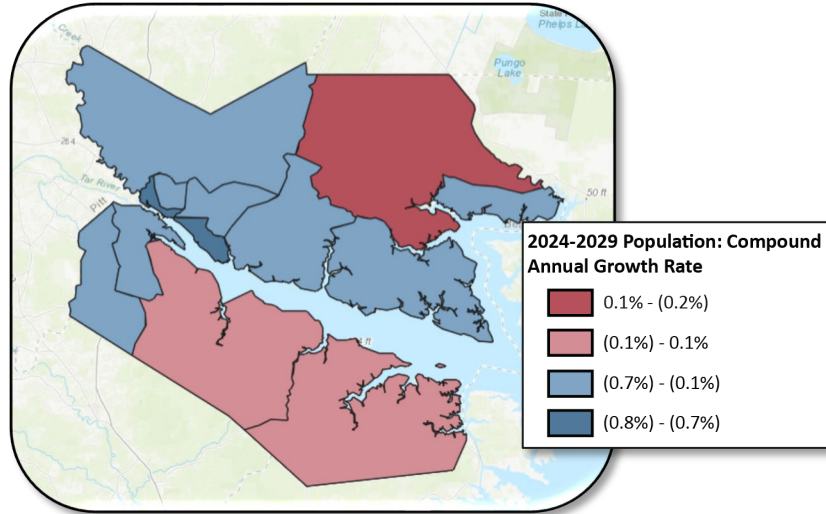 Creek
State
Phelps L
Pungo
Lake
264
Tar River
Pitt
50 ft
ft
2024-2029 Population: Compound
Annual Growth Rate
0.1% - (0.2%)
(0.1%) - 0.1%
(0.7%) - (0.1%)
(0.8%) - (0.7%)